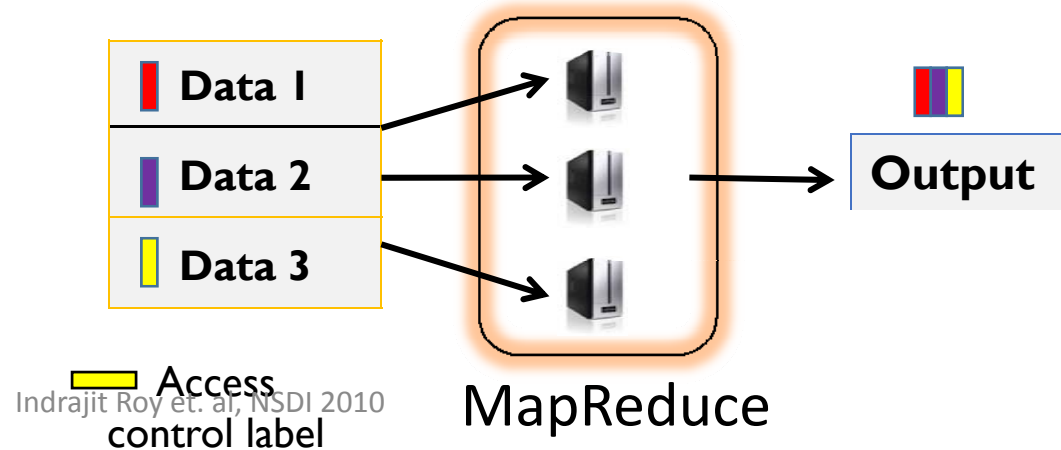 Data 1
Data 2
Data 3
Output
Access
control label
Indrajit Roy et. al, NSDI 2010
MapReduce